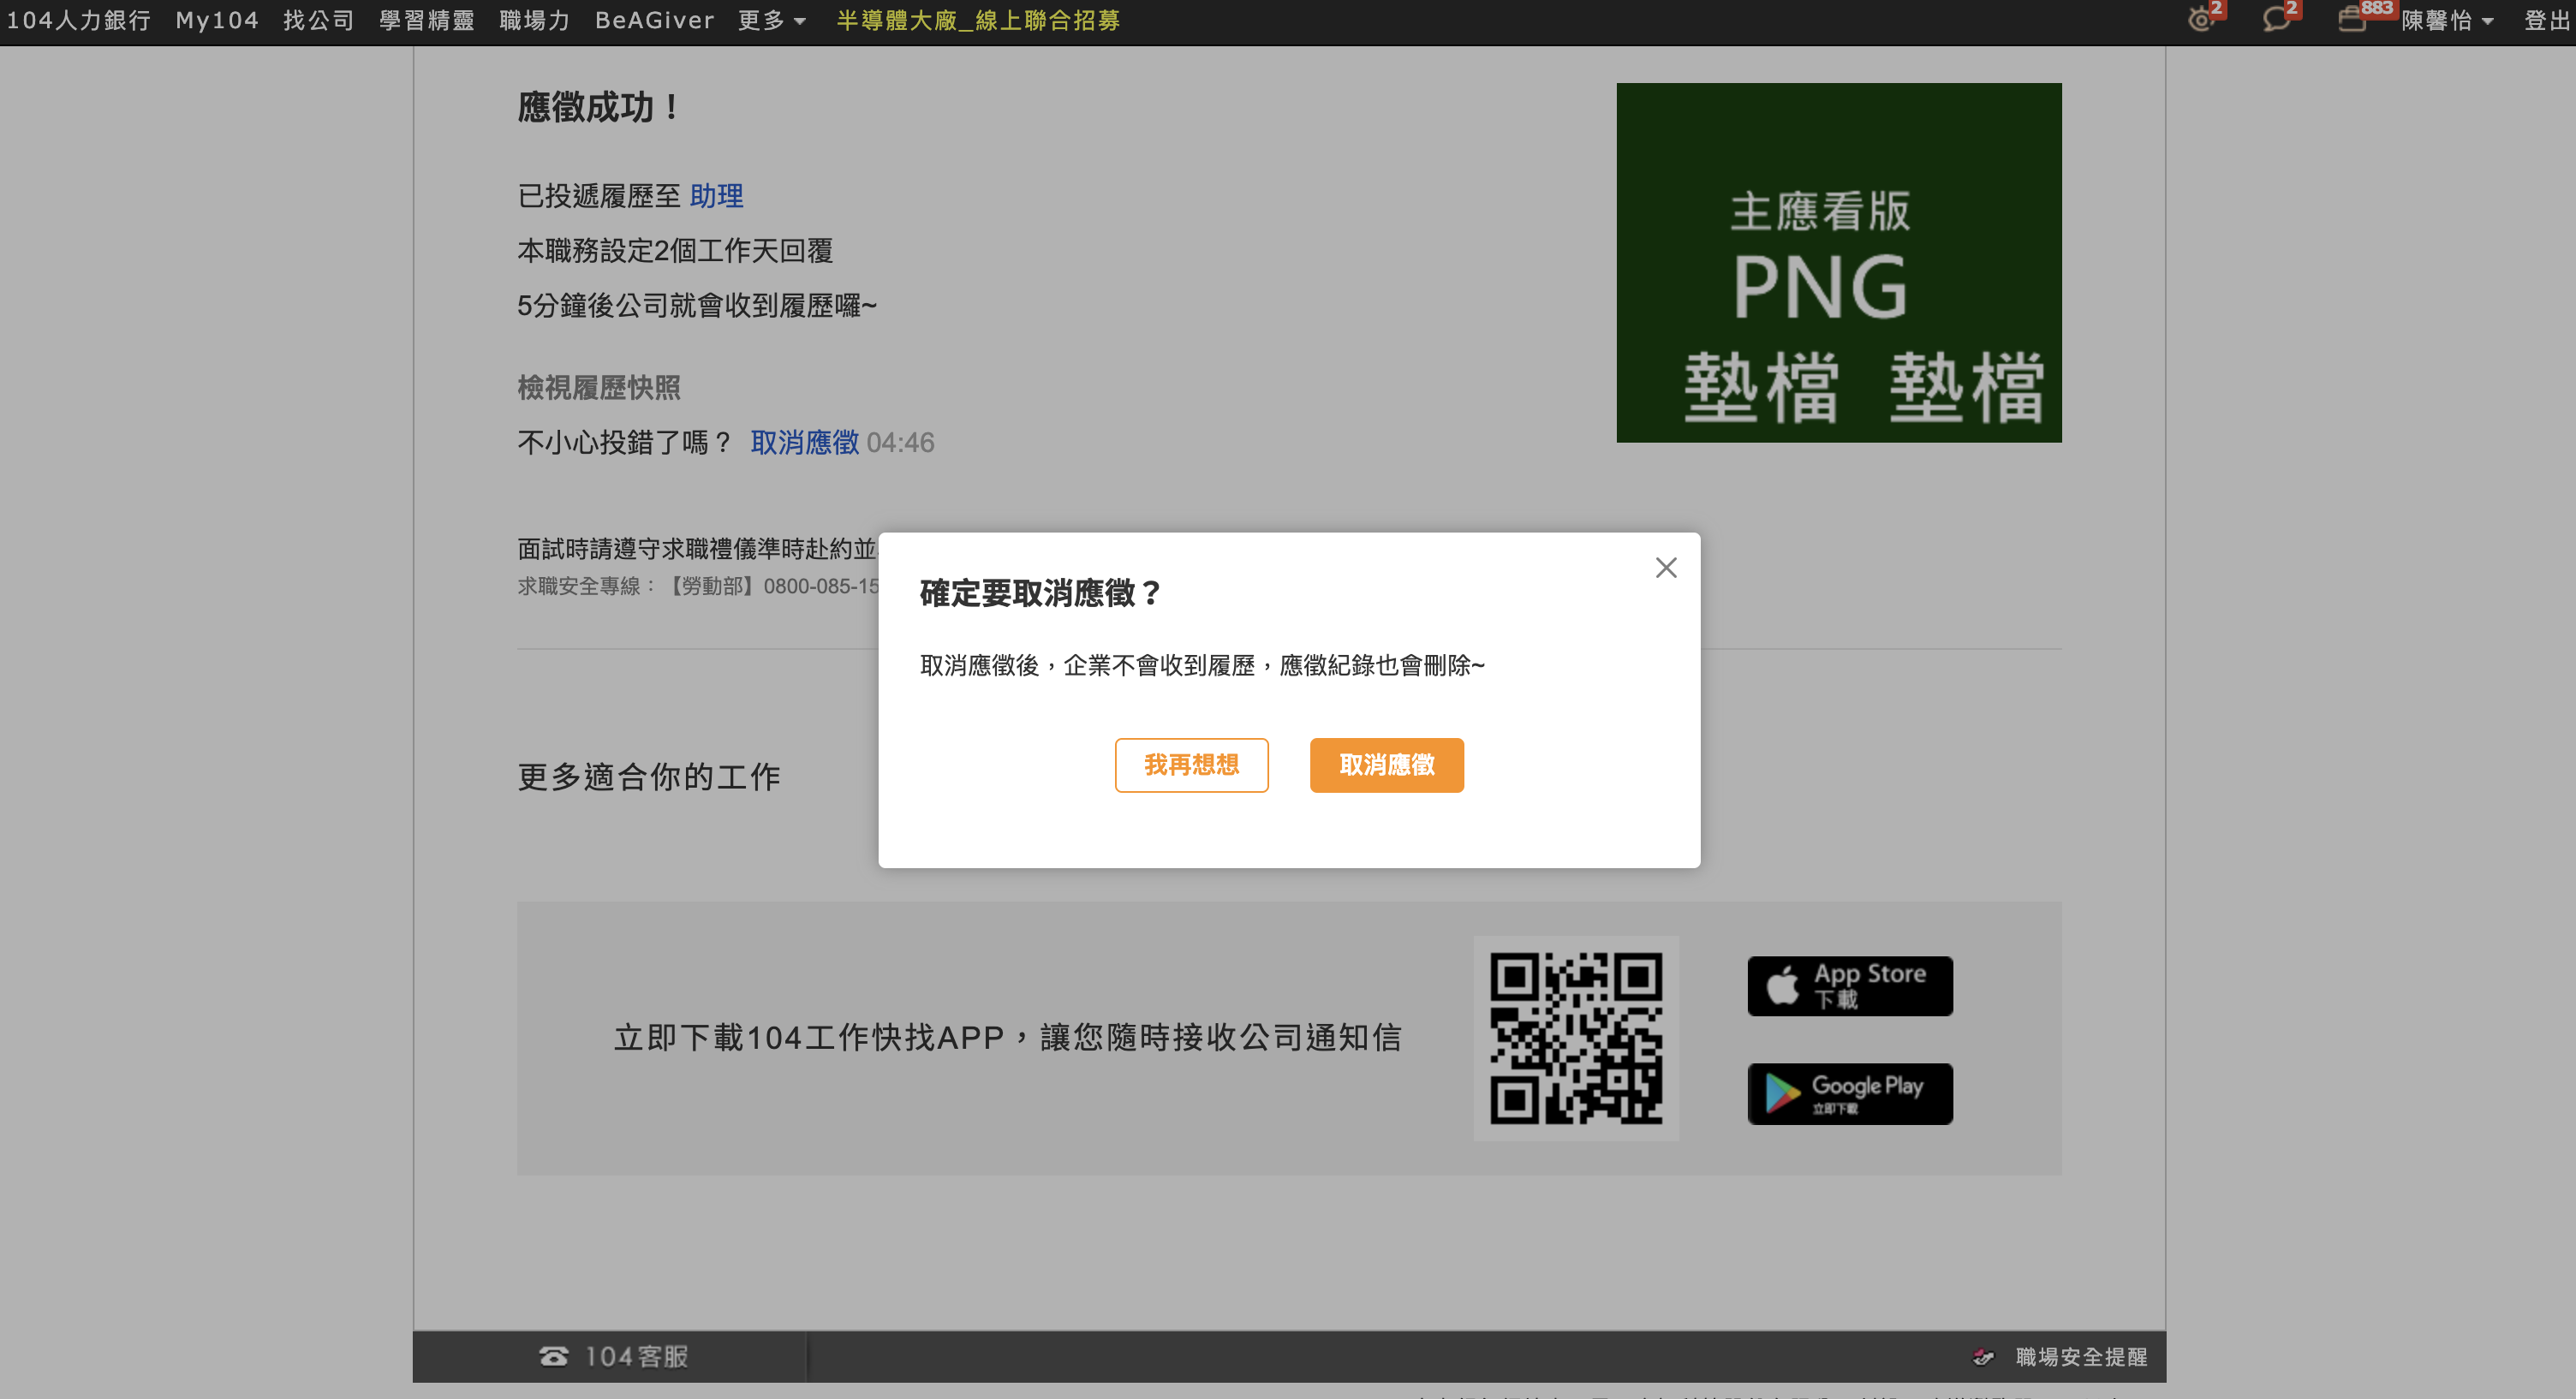 104人力銀行 My104 找公司 學習精靈 職場力 BeAGiver 更多 半導體大廠_線上聯合招募 2 2 883 陳馨怡 登出
應徵成功！
已投遞履歷至 助理
本職務設定2個工作天回覆
5分鐘後公司就會收到履歷囉~
檢視履歷快照
不小心投錯了嗎？ 取消應徵 04:46
主應看版
PNG
墊檔 墊檔
面試時請遵守求職禮儀準時赴約並
求職安全專線：【勞動部】0800-085-15
確定要取消應徵？
取消應徵後，企業不會收到履歷，應徵紀錄也會刪除~
我再想想 取消應徵
更多適合你的工作
立即下載104工作快找APP，讓您隨時接收公司通知信
App Store
下載
Google Play
立即下載
104客服
職場安全提醒